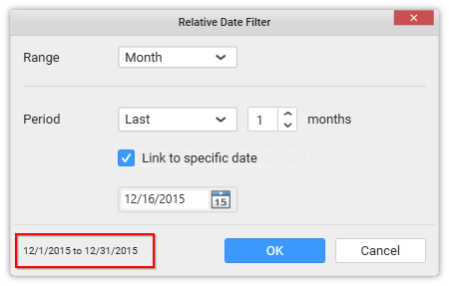 Relative Date Filter
Range Month
Period Last 1 months
Link to specific date
12/16/2015 15
12/1/2015 to 12/31/2015 OK Cancel